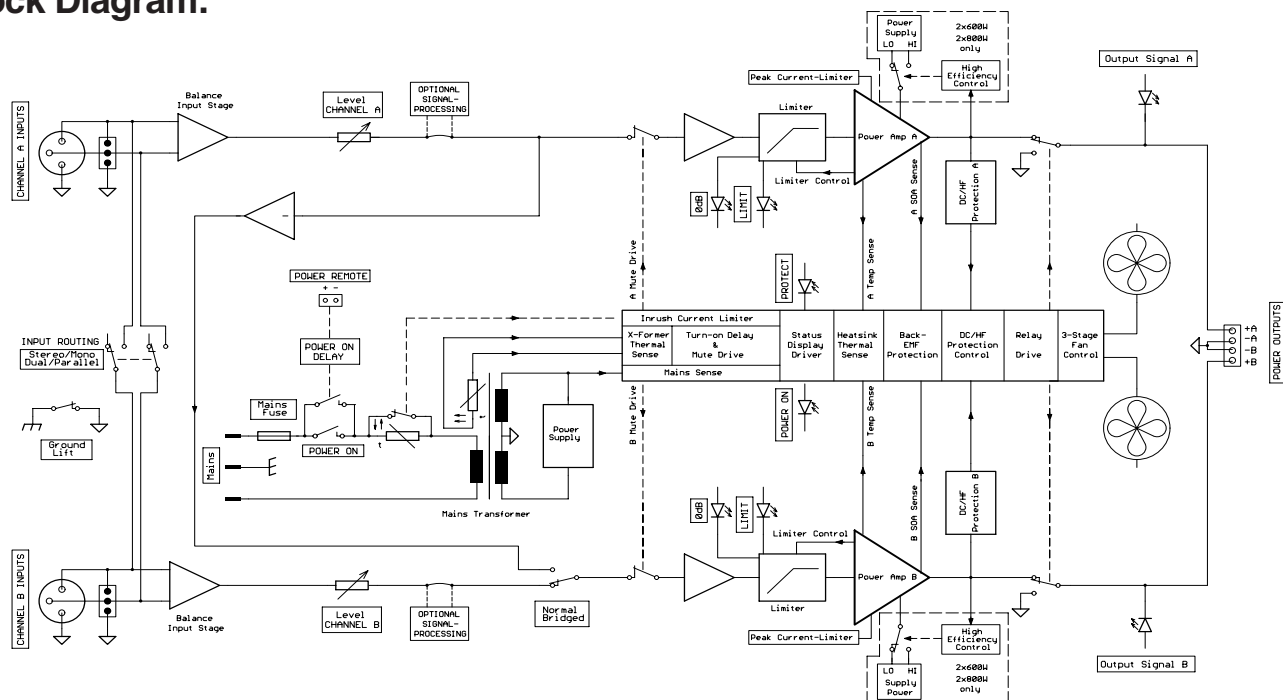 ock Diagram:
CHANNEL A INPUTS
Balance
Input Stage
Level
CHANNEL A
OPTIONAL
SIGNAL-
PROCESSING
Peak Current-Limiter
Power
Supply
LO HI
2x600W
2x800W
only
High
Efficiency
Control
Output Signal A
Limiter
Power Amp A
Limiter Control
0dB
LIMIT
A SOA Sense
DC/HF
Protection A
POWER REMOTE
+ -
A Mute Drive
PROTECT
A Temp Sense
INPUT ROUTING
Stereo/Mono
Dual/Parallel
POWER ON
DELAY
Inrush Current Limiter
X-Former
Thermal
Sense
Turn-on Delay
&
Mute Drive
Mains Sense
Status
Display
Driver
Heatsink
Thermal
Sense
Back-
EMF
Protection
DC/HF
Protection
Control
Relay
Drive
3-Stage
Fan
Control
+A
-A
-B
+B
POWER OUTPUTS
Ground
Lift
Mains
Fuse
Mains
POWER ON
t
t
Power
Supply
Mains Transformer
B Mute Drive
POWER ON
B Temp Sense
B SOA Sense
DC/HF
Protection B
0dB
LIMIT
Limiter Control
CHANNEL B INPUTS
Balance
Input Stage
Level
CHANNEL B
OPTIONAL
SIGNAL-
PROCESSING
Normal
Bridged
Limiter
Power Amp B
Peak Current-Limiter
High
Efficiency
Control
LO HI
Supply
Power
2x600W
2x800W
only
Output Signal B